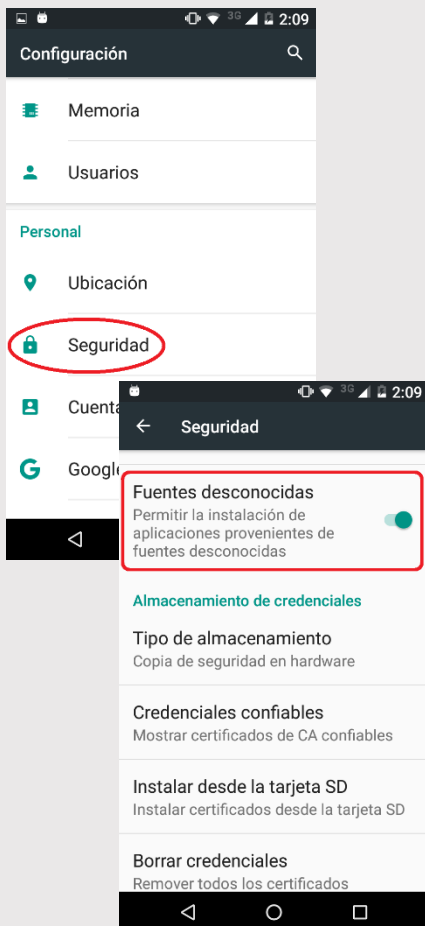 3G 2:09
Configuración
Memoria
Usuarios
Personal
Ubicación
Seguridad
Cuenta
Google
3G 2:09
Seguridad
Fuentes desconocidas
Permitir la instalación de
aplicaciones provenientes de
fuentes desconocidas
Almacenamiento de credenciales
Tipo de almacenamiento
Copia de seguridad en hardware
Credenciales confiables
Mostrar certificados de CA confiables
Instalar desde la tarjeta SD
Instalar certificados desde la tarjeta SD
Borrar credenciales
Remover todos los certificados